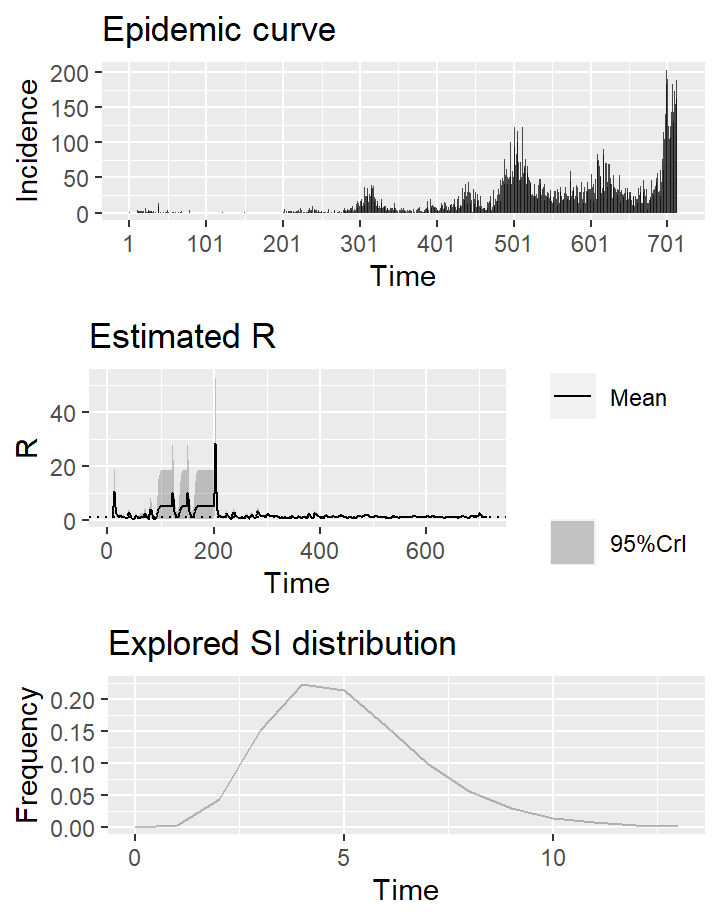 Epidemic curve
Incidence
200
150
100
50
0
1 101 201 301 401 501 601 701
Time
Estimated R
R
40
20
0
0 200 400 600
Time
Mean
95%CrI
Explored SI distribution
Frequency
0.20
0.15
0.10
0.05
0.00
0 5 10
Time